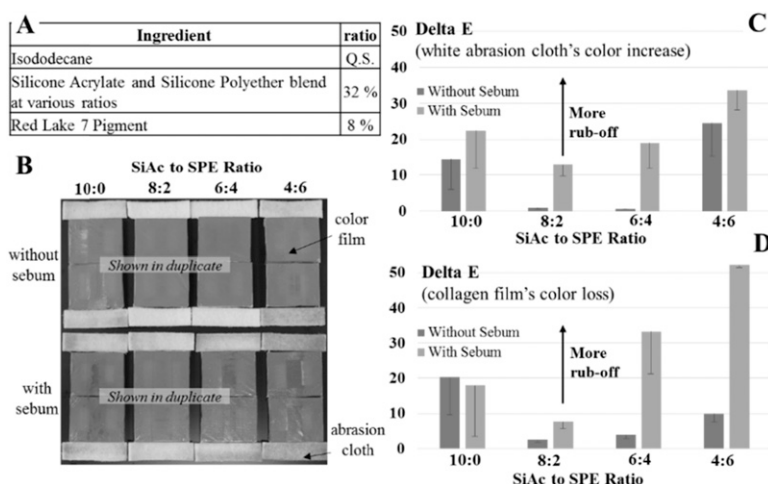 A
Ingredient ratio
Isododecane Q.S.
Silicone Acrylate and Silicone Polyether blend
at various ratios 32 %
Red Lake 7 Pigment 8 %
B
SiAc to SPE Ratio
10:0 8:2 6:4 4:6
without
sebum
Shown in duplicate
color
film
with
sebum
Shown in duplicate
abrasion
cloth
C
Delta E
(white abrasion cloth's color increase)
Without Sebum
With Sebum
More
rub-off
50
40
30
20
10
0
10:0 8:2 6:4 4:6
SiAc to SPE Ratio
D
Delta E
(collagen film's color loss)
Without Sebum
With Sebum
More
rub-off
50
40
30
20
10
0
10:0 8:2 6:4 4:6
SiAc to SPE Ratio